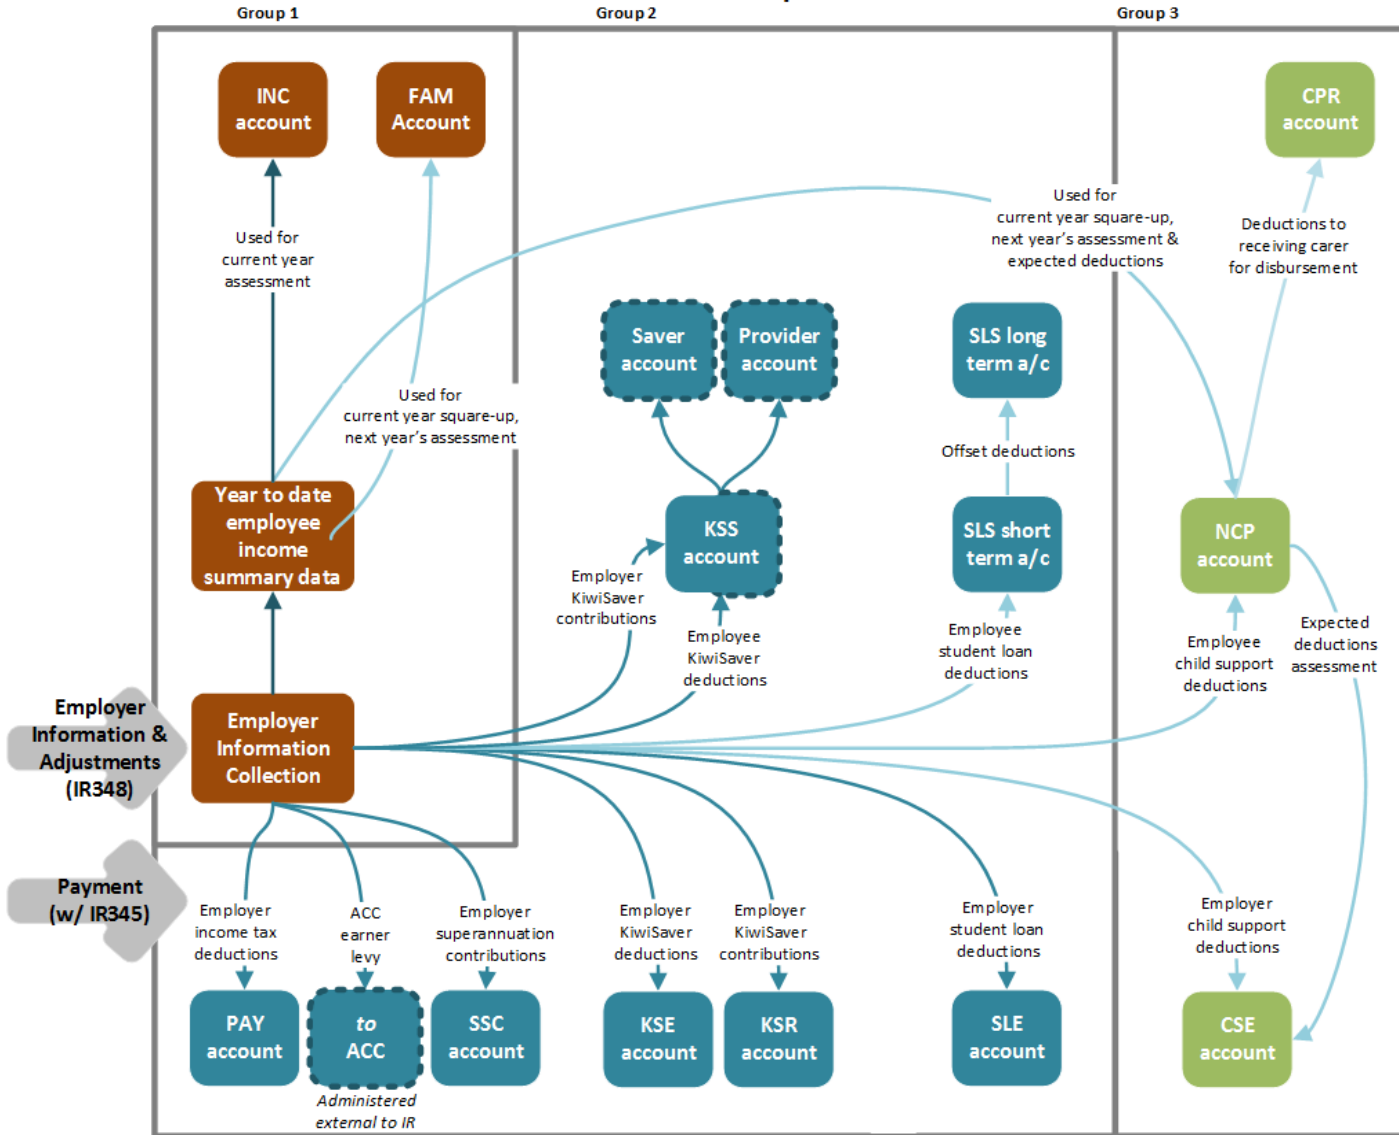 Group 1
Group 2
Group 3
INC
account
FAM
Account
CPR
account
Used for
current year
assessment
Used for
current year square-up,
next year's assessment &
expected deductions
Deductions to
receiving carer
for disbursement
Saver
account
Provider
account
SLS long
term a/c
Used for
current year square-up,
next year's assessment
Offset deductions
Year to date
employee
income
summary data
KSS
account
SLS short
term a/c
NCP
account
Employer
KiwiSaver
contributions
Employee
KiwiSaver
deductions
Employee
student loan
deductions
Employee
child support
deductions
Expected
deductions
assessment
Employer
Information &
Adjustments
(IR348)
Employer
Information
Collection
Payment
(w/ IR345)
Employer
income tax
deductions
ACC
earner
levy
Employer
superannuation
contributions
Employer
KiwiSaver
deductions
Employer
KiwiSaver
contributions
Employer
student loan
deductions
Employer
child support
deductions
PAY
account
to
ACC
SSC
account
KSE
account
KSR
account
SLE
account
CSE
account
Administered
external to IR